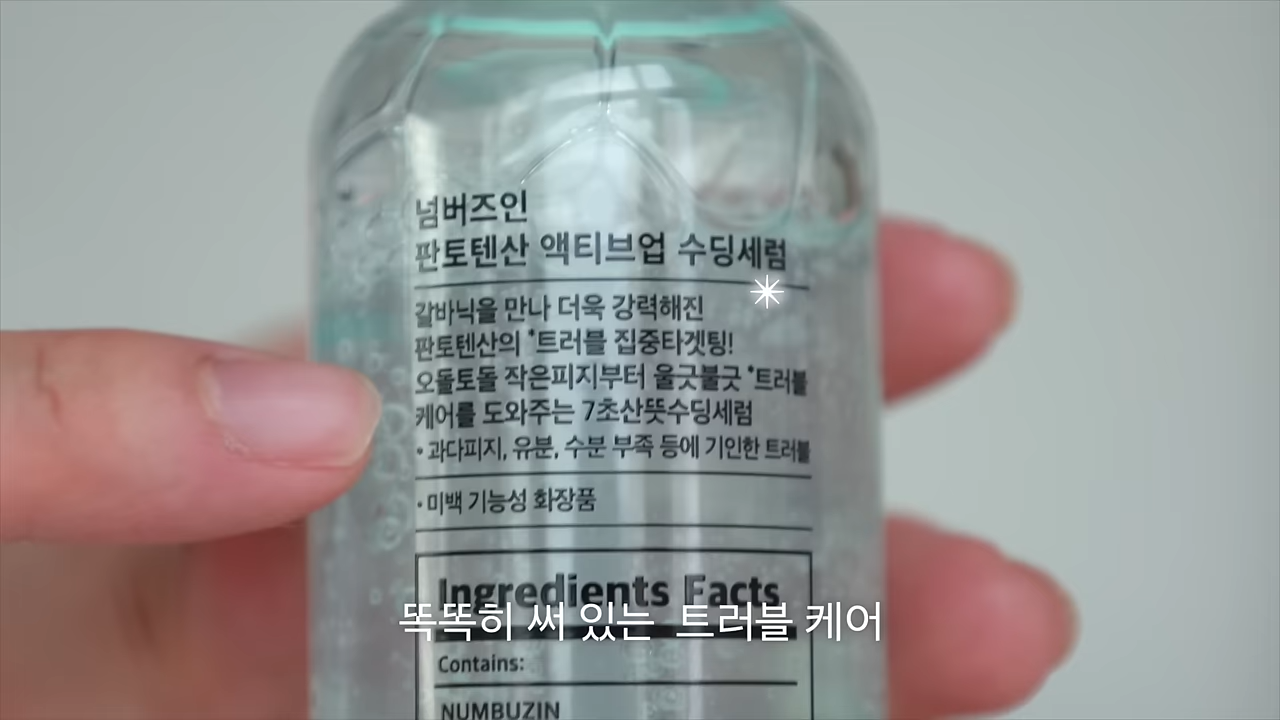 넘버즈인
판토텐산 액티브업 수딩세럼
갈바닉을 만나 더욱 강력해진
판토텐산의 *트러블 집중타겟팅!
오돌토돌 작은피지부터 울긋불긋 *트러블
케어를 도와주는 7초산뜻수딩세럼
• 과다피지, 유분, 수분 부족 등에 기인한 트러블
• 미백 기능성 화장품
Ingredients Facts
똑똑히 써 있는 트러블 케어
Contains:
NUMBUZIN